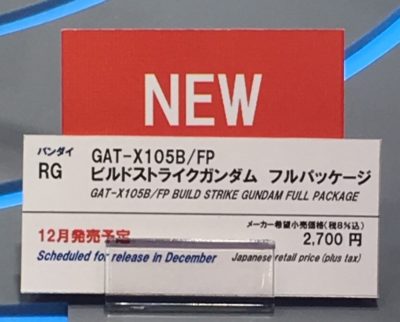 NEW
バンダイ
RG GAT-X105B/FP
ビルドストライクガンダム フルパッケージ
GAT-X105B/FP BUILD STRIKE GUNDAM FULL PACKAGE
メーカー希望小売価格(税8%込)
12月発売予定 2,700 円
Scheduled for release in December Japanese retail price (plus tax)